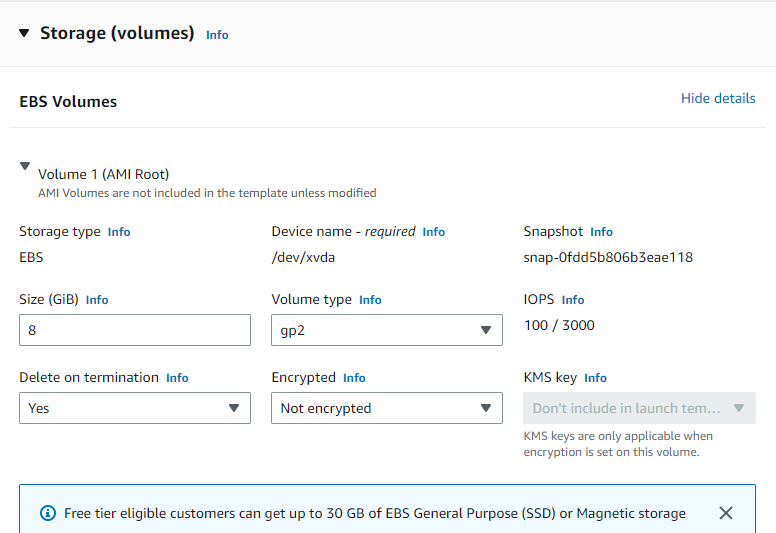 Storage (volumes) Info
EBS Volumes
Hide details
Volume 1 (AMI Root)
AMI Volumes are not included in the template unless modified
Storage type Info
EBS
Device name - required Info
/dev/xvda
Snapshot Info
snap-0fdd5b806b3eae118
Size (GiB) Info
8
Volume type Info
gp2
IOPS Info
100 / 3000
Delete on termination Info
Yes
Encrypted Info
Not encrypted
KMS key Info
Don't include in launch tem...
KMS keys are only applicable when
encryption is set on this volume.
Free tier eligible customers can get up to 30 GB of EBS General Purpose (SSD) or Magnetic storage